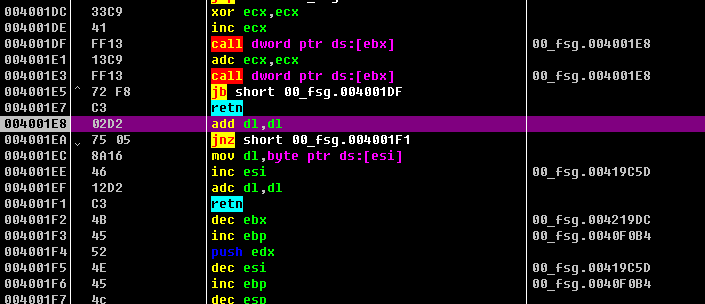 004001DC 33C9 xor ecx,ecx
004001DE 41 inc ecx
004001DF FF13 call dword ptr ds:[ebx] 00_fsg.004001E8
004001E1 13C9 adc ecx,ecx
004001E3 FF13 call dword ptr ds:[ebx] 00_fsg.004001E8
004001E5 ^ 72 F8 jb short 00_fsg.004001DF
004001E7 C3 retn
004001E8 02D2 add dl,dl
004001EA 75 05 jnz short 00_fsg.004001F1
004001EC 8A16 mov dl,byte ptr ds:[esi]
004001EE 46 inc esi 00_fsg.00419C5D
004001EF 12D2 adc dl,dl
004001F1 C3 retn
004001F2 4B dec ebx 00_fsg.004219DC
004001F3 45 inc ebp 00_fsg.0040F0B4
004001F4 52 push edx
004001F5 4E dec esi 00_fsg.00419C5D
004001F6 45 inc ebp 00_fsg.0040F0B4
004001F7 4c dec esp